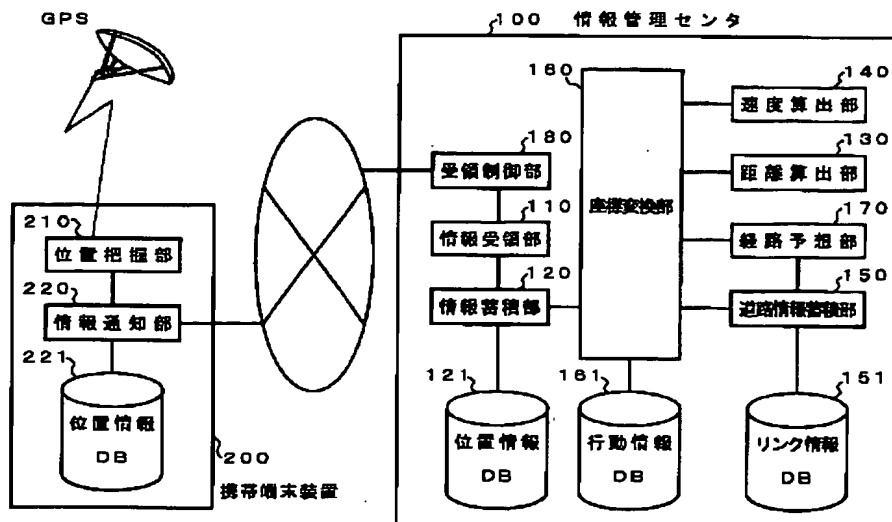 GPS
100 情報管理センタ
160
140
速度算出部
180
受領制御部
130
距離算出部
座標変換部
210
位置把握部
110
情報受領部
170
経路予想部
220
情報通知部
120
情報蓄積部
150
道路情報蓄積部
221
位置情報
DB
200
携帯端末装置
121
位置情報
DB
161
行動情報
DB
151
リンク情報
DB